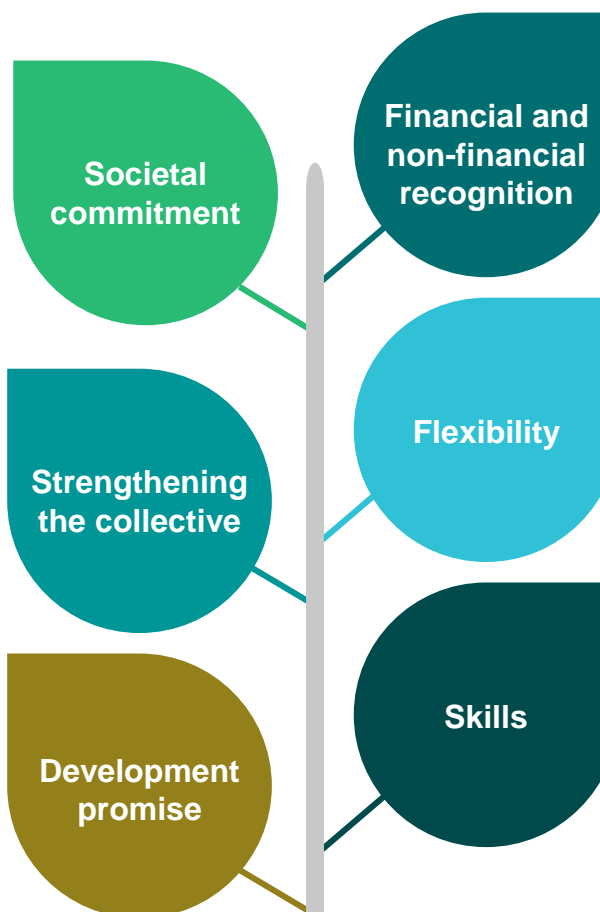 Financial and
non-financial
recognition
Societal
commitment
Flexibility
Strengthening
the collective
Skills
Development
promise